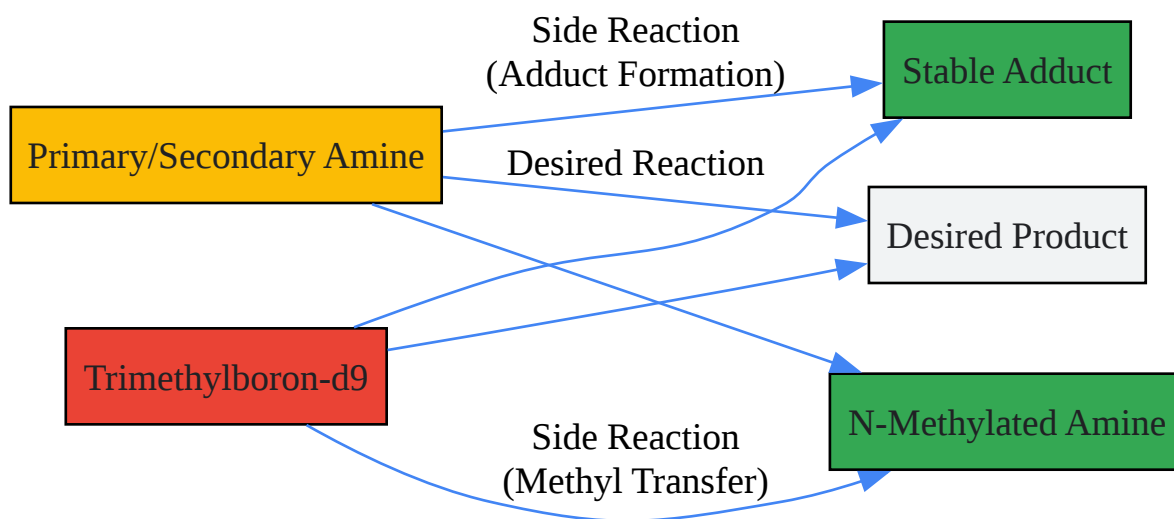 Side Reaction
(Adduct Formation)
Stable Adduct
Primary/Secondary Amine
Desired Reaction
Desired Product
Trimethylboron-d9
N-Methylated Amine
Side Reaction
(Methyl Transfer)